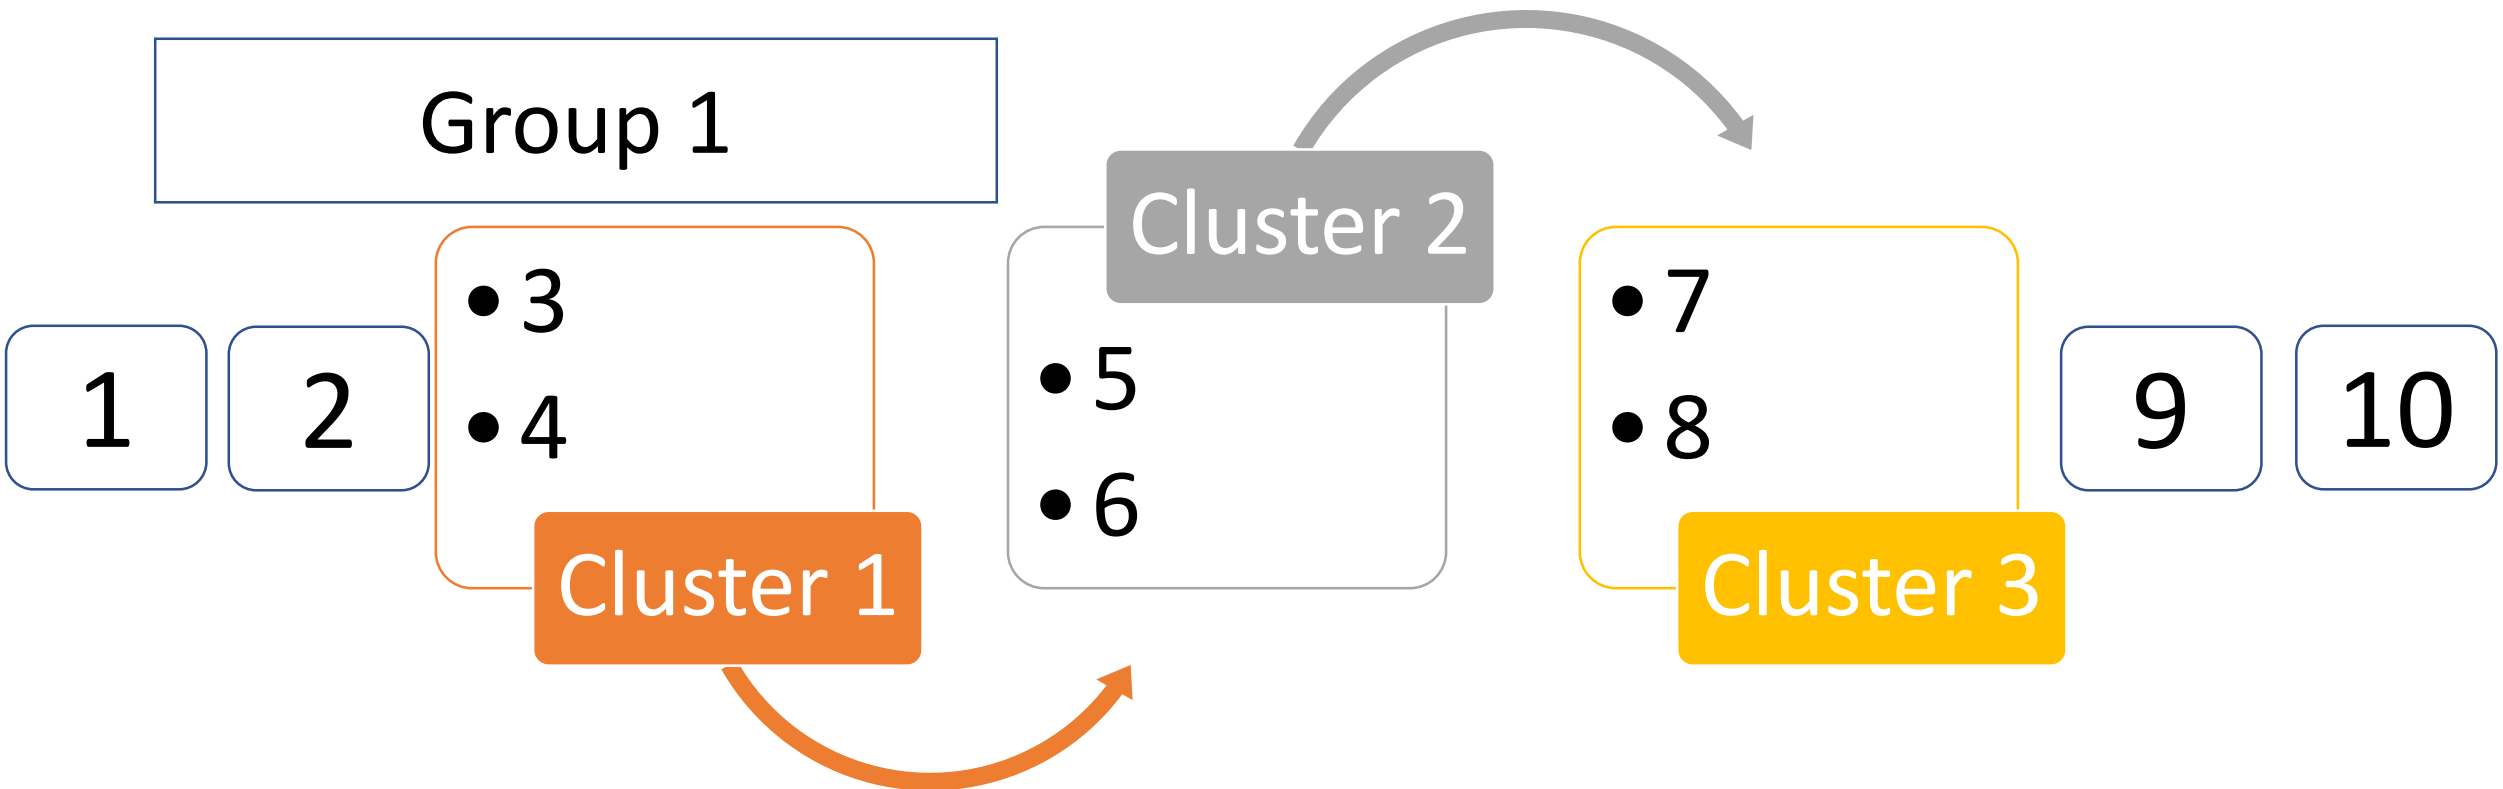 Group 1
1
2
• 3
• 4
Cluster 1
Cluster 2
• 5
• 6
• 7
• 8
Cluster 3
9
10